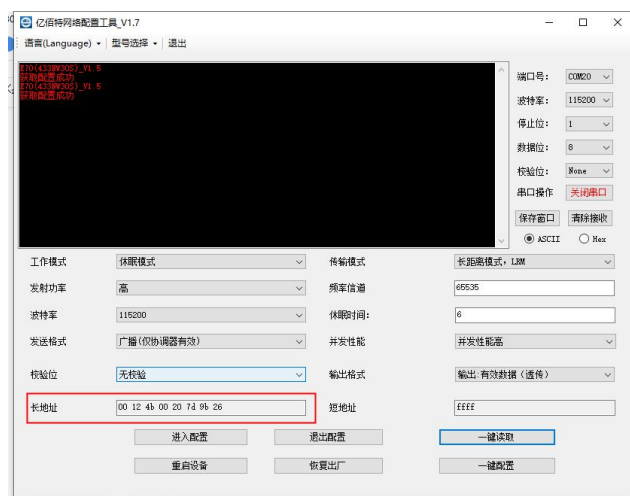 亿佰特网络配置工具_V1.7
语言(Language) 型号选择 退出
E70(433NW30S)_V1.5
获取配置成功
E70(433NW30S)_V1.5
获取配置成功
端口号： COM20
波特率： 115200
停止位： 1
数据位： 8
校验位： None
串口操作 关闭串口
保存窗口 清除接收
ASCII Hex
工作模式 休眠模式 传输模式 长距离模式，LRM
发射功率 高 频率信道 65535
波特率 115200 休眠时间： 6
发送格式 广播(仅协调器有效) 并发性能 并发性能高
校验位 无校验 输出格式 输出:有效数据（透传）
长地址 00 12 4b 00 20 7d 9b 26 短地址 ffff
进入配置 退出配置 一键读取
重启设备 恢复出厂 一键配置